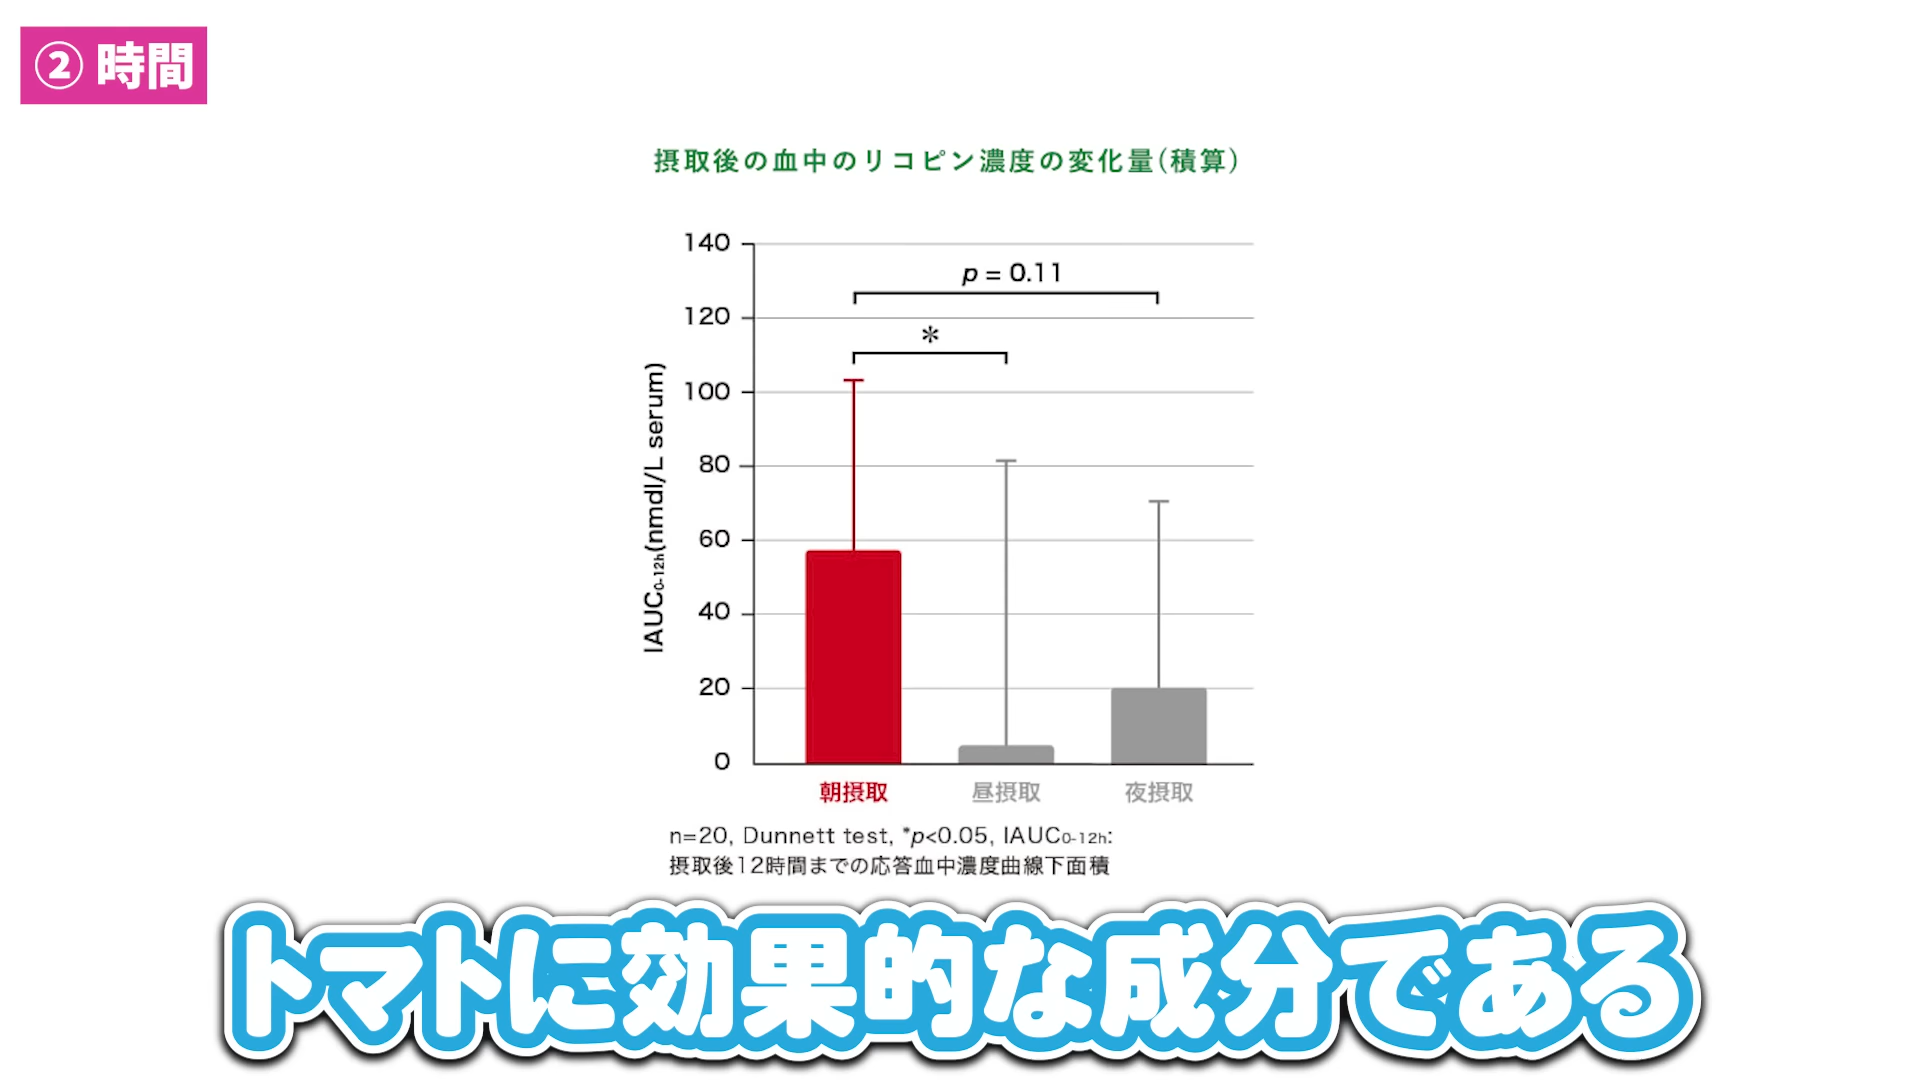 ② 時間
摂取後の血中のリコピン濃度の変化量(積算)
140
p = 0.11
120
*
100
80
60
40
20
0
IAUC0-12h(nmdl/L serum)
朝摂取 昼摂取 夜摂取
n=20, Dunnett test, *p<0.05, IAUC0-12h:
摂取後12時間までの応答血中濃度曲線下面積
トマトに効果的な成分である